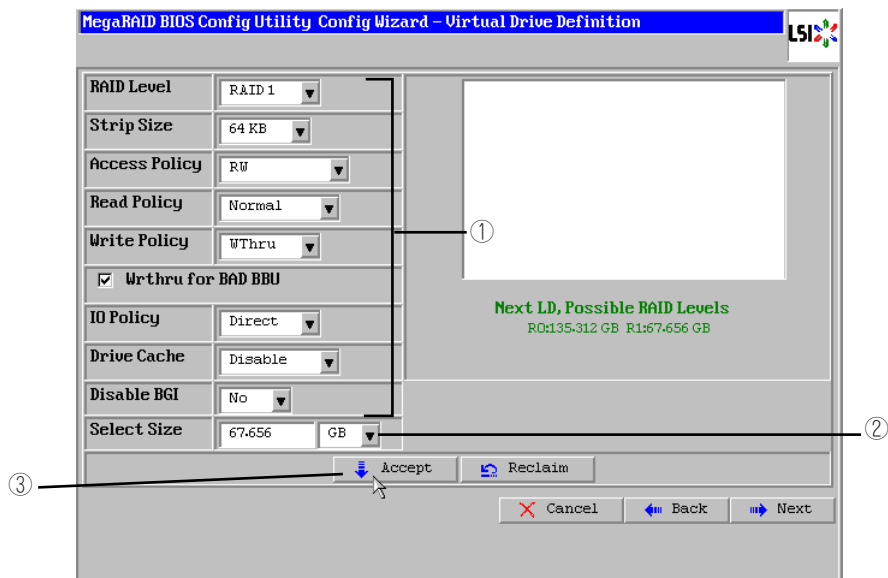 MegaRAID BIOS Config Utility Config Wizard – Virtual Drive Definition
LSI
RAID Level RAID 1
Strip Size 64 KB
Access Policy RW
Read Policy Normal
Write Policy WThru
Wrthru for BAD BBU
IO Policy Direct
Drive Cache Disable
Disable BGI No
Select Size 67.656 GB
①
Next LD, Possible RAID Levels
R0:135.312 GB R1:67.656 GB
②
③
Accept Reclaim
Cancel Back Next